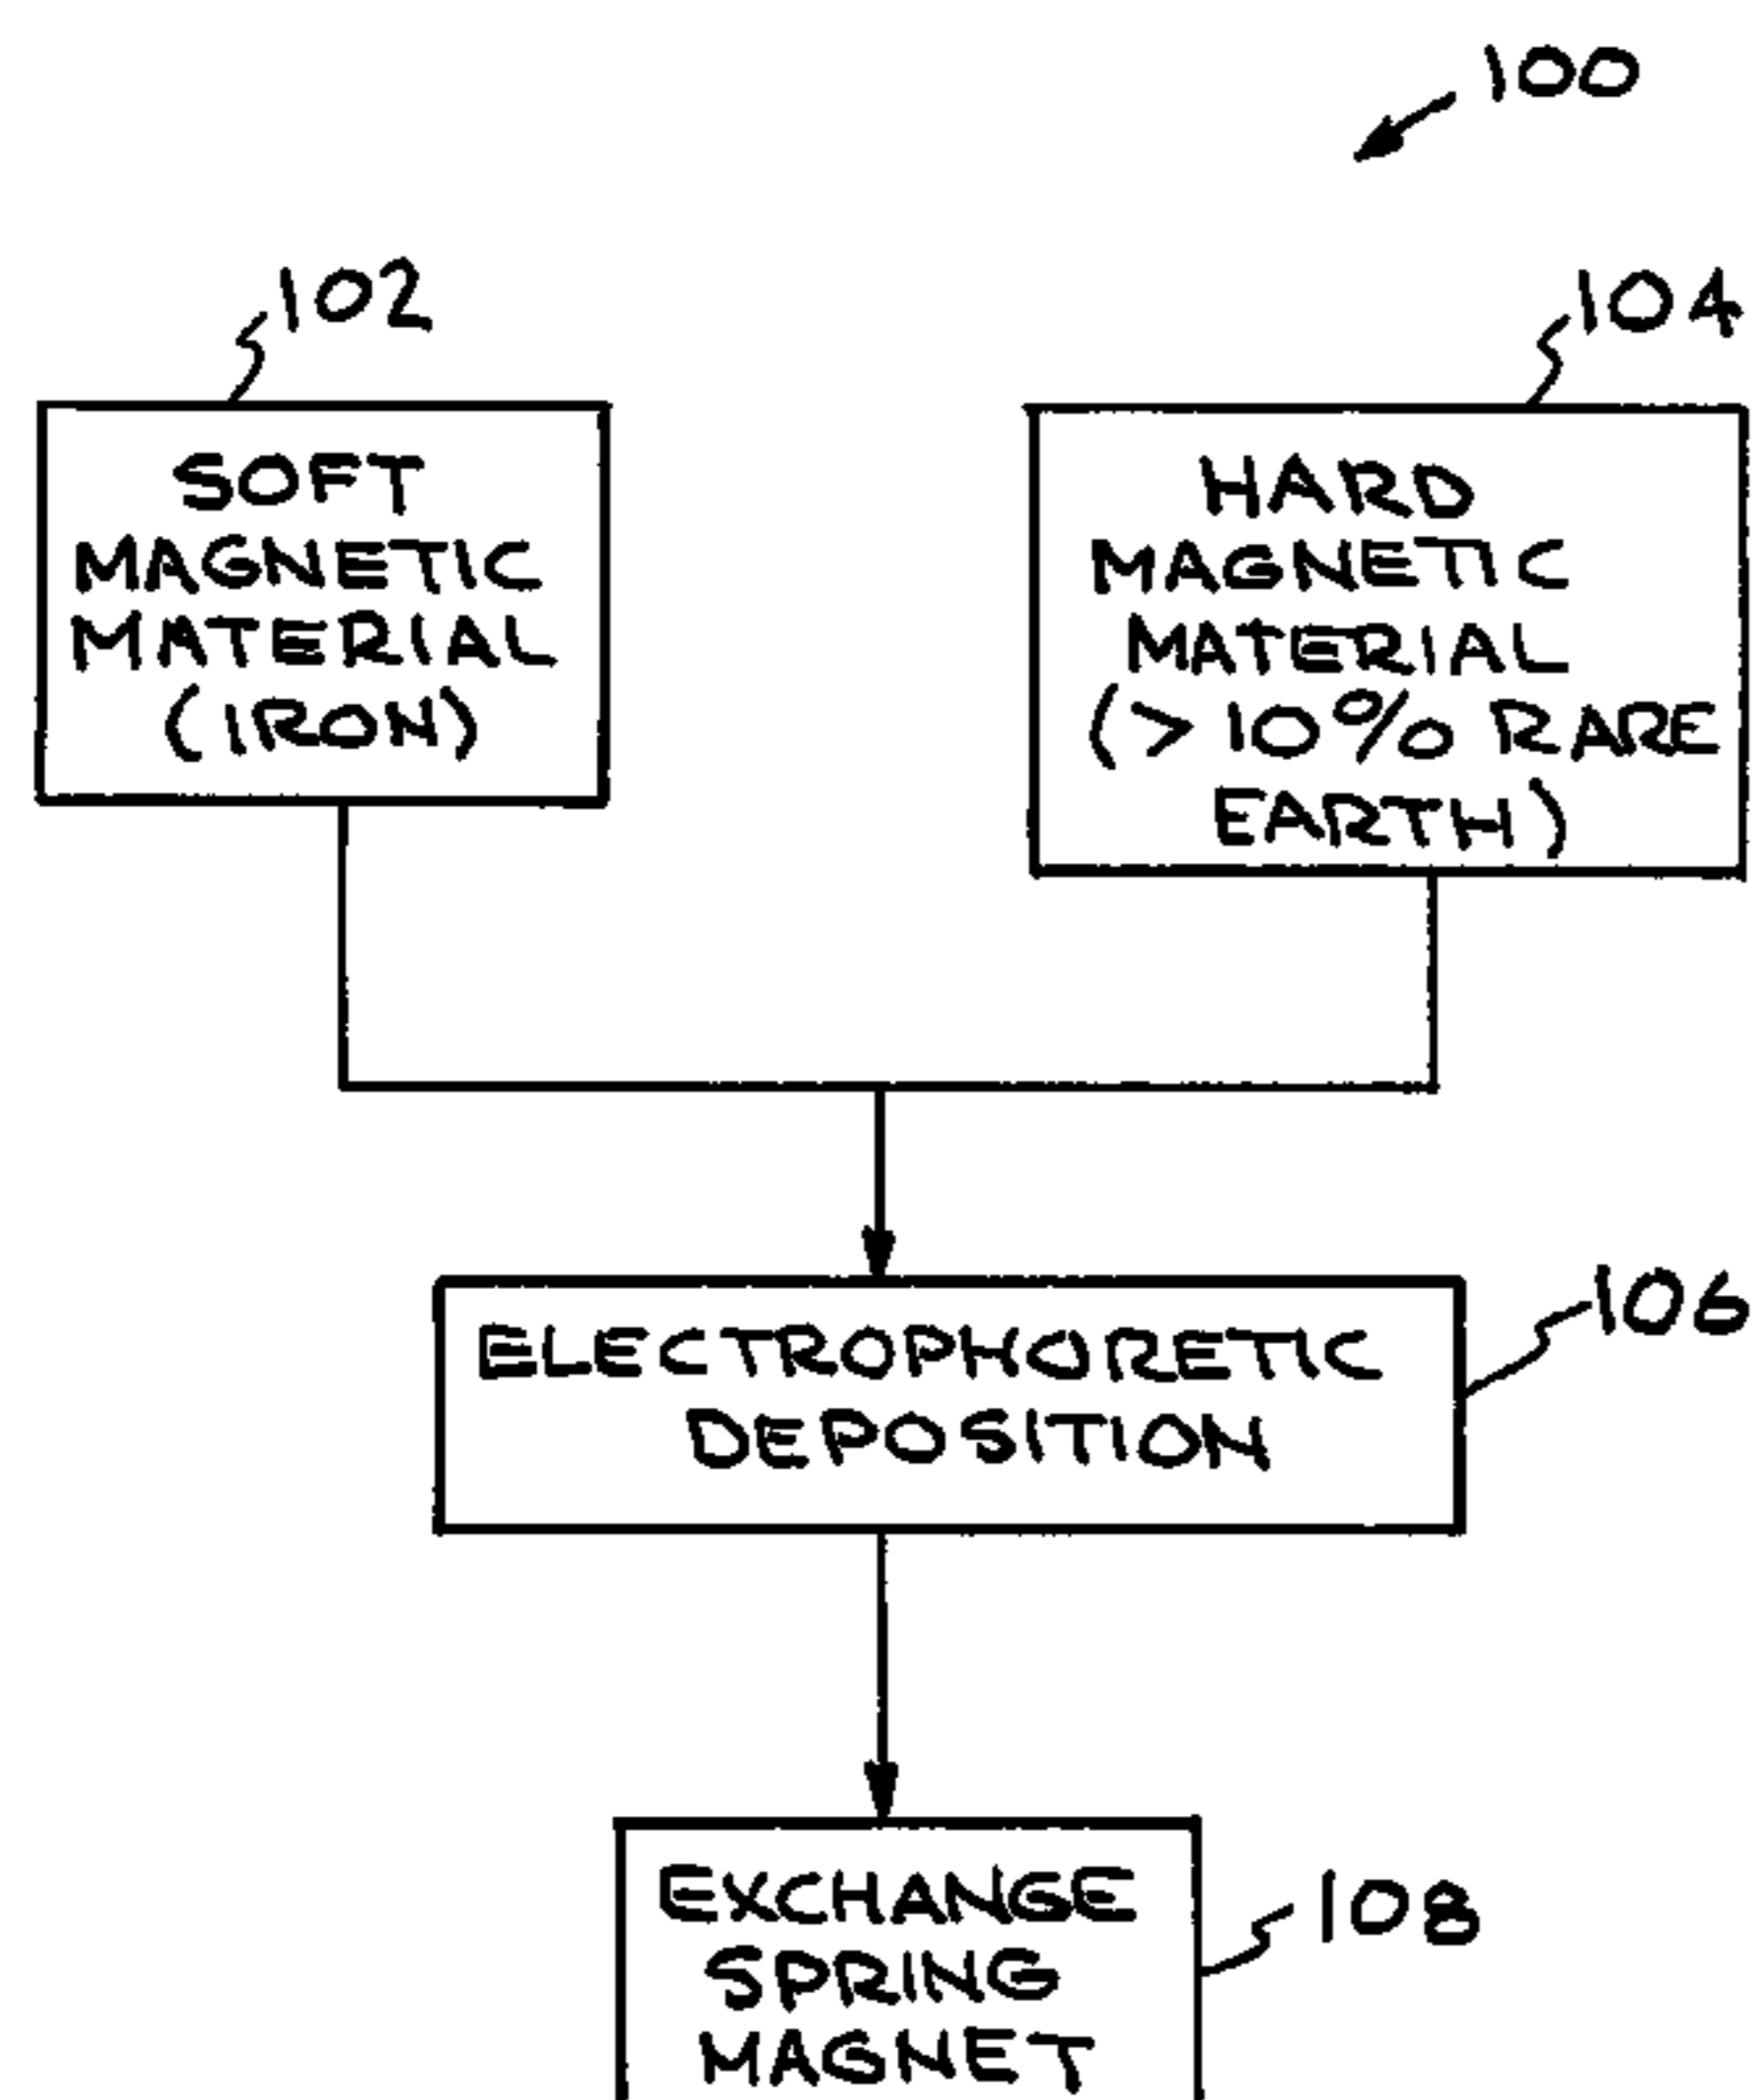 100
102
SOFT
MAGNETIC
MATERIAL
(IRON)
104
HARD
MAGNETIC
MATERIAL
(>10% RARE
EARTH)
106
ELECTROPHORETIC
DEPOSITION
108
EXCHANGE
SPRING
MAGNET